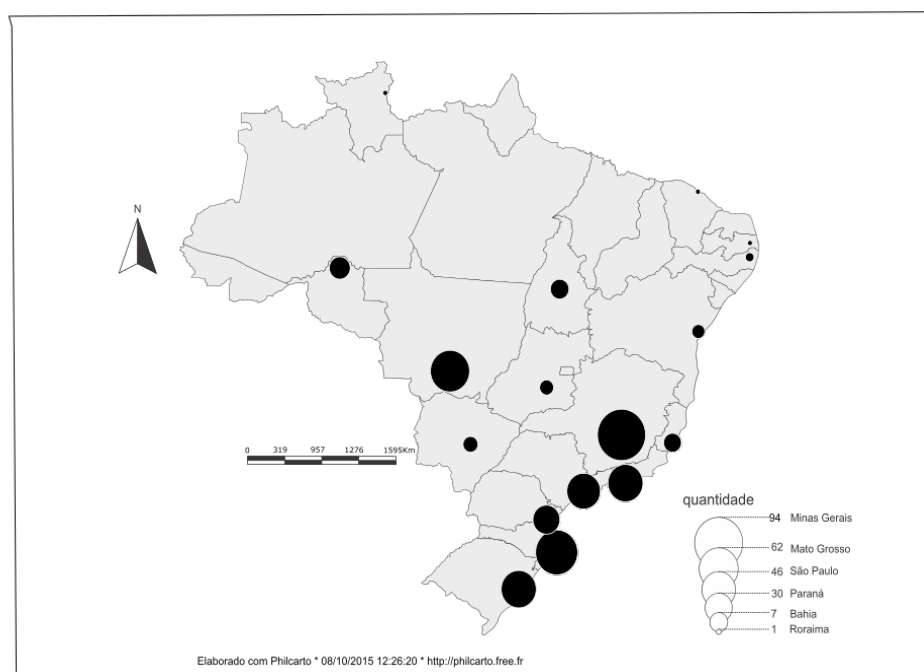 N
0 319 957 1276 1595Km
quantidade
94 Minas Gerais
62 Mato Grosso
46 São Paulo
30 Paraná
7 Bahia
1 Roraima
Elaborado com Philcarto * 08/10/2015 12:26:20 * http://philcarto.free.fr